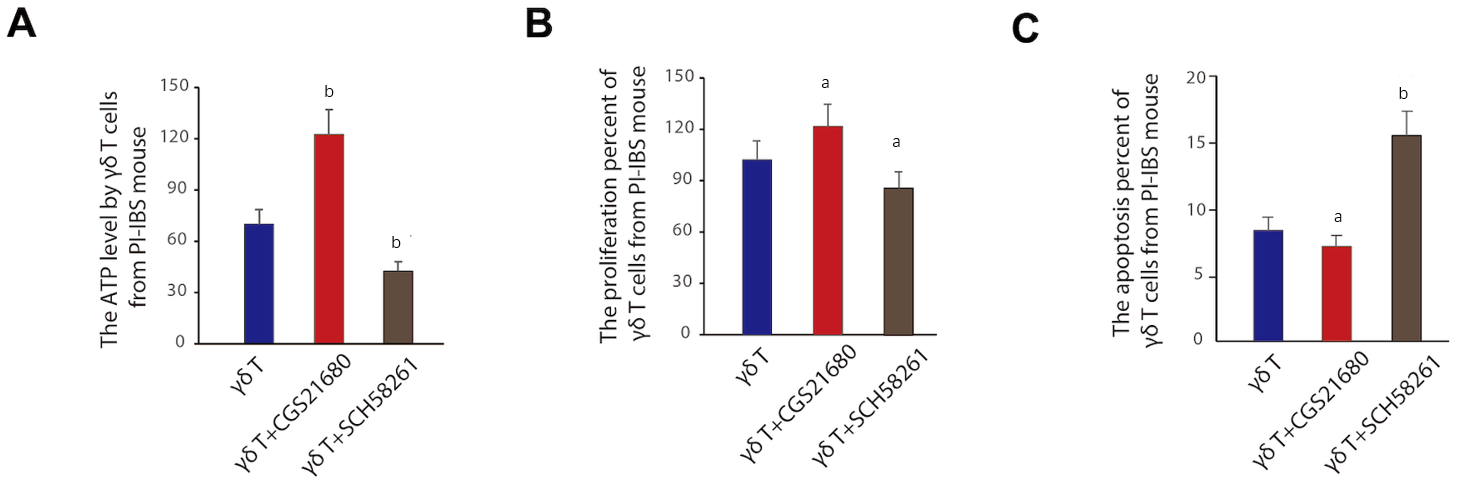 A
The ATP level by γδ T cells
from PI-IBS mouse
150
120
90
60
30
0
b
b
γδ T
γδ T+CGS21680
γδ T+SCH58261
B
The proliferation percent of
γδ T cells from PI-IBS mouse
150
120
90
60
30
0
a
a
γδ T
γδ T+CGS21680
γδ T+SCH58261
C
The apoptosis percent of
γδ T cells from PI-IBS mouse
20
15
10
5
0
a
b
γδ T
γδ T+CGS21680
γδ T+SCH58261